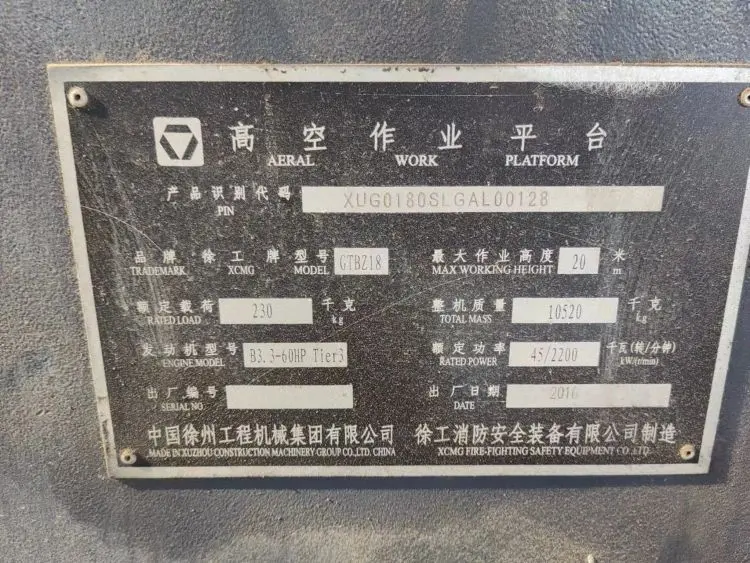 高空作业平台
AERAL WORK PLATFORM
产品识别代码 XUG0180SLGAL00128
PIN
品牌 徐工牌 型号 GTBZ18 最大作业高度 20 米
TRADEMARK XCMG MODEL MAX WORKING HEIGHT m
额定载荷 230 千克 整机质量 10520 千克
RATED LOAD kg TOTAL MASS kg
发动机型号 B3.3-60HP Tier3 额定功率 45/2200 千瓦(转/分钟)
ENGINE MODEL RATED POWER kW/(r/min)
出厂编号 出厂日期
SERIAL NO DATE
中国徐州工程机械集团有限公司 徐工消防安全装备有限公司制造
MADE IN XUZHOU CONSTRUCTION MACHINERY GROUP CO., LTD. CHINA XCMG FIRE-FIGHTING SAFETY EQUIPMENT CO.,LTD.